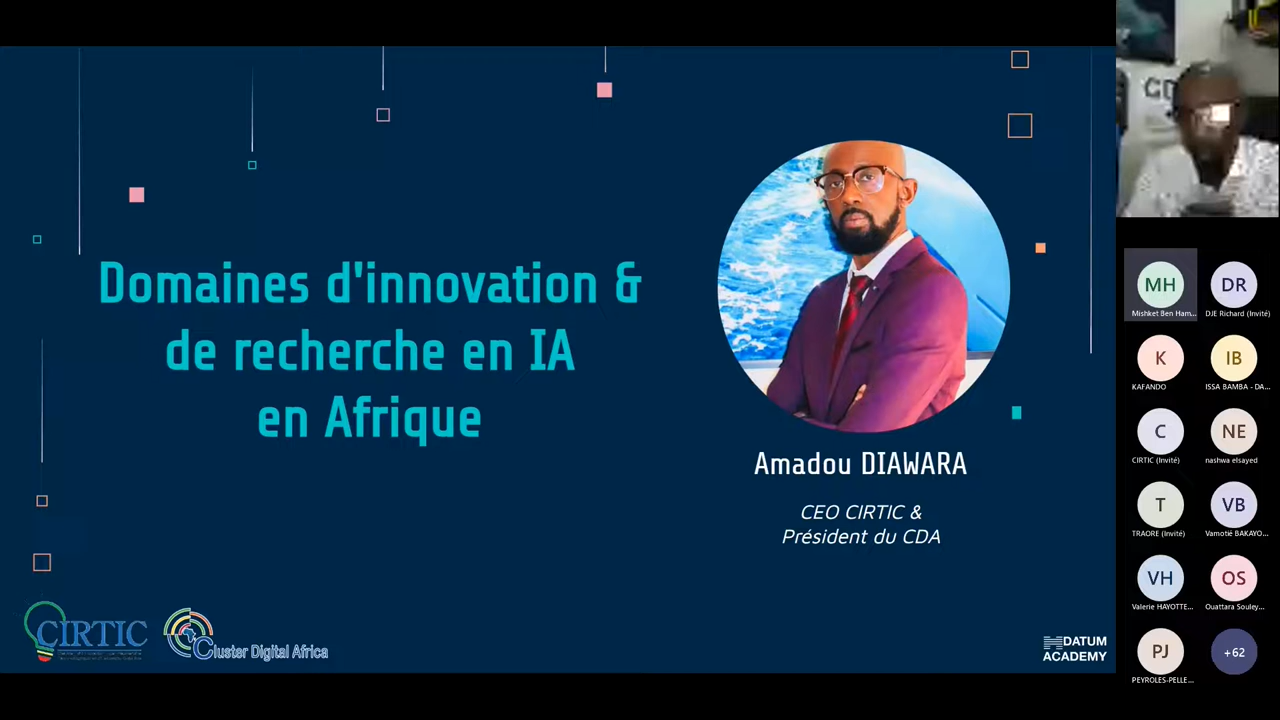 Domaines d'innovation &
de recherche en IA
en Afrique
Amadou DIAWARA
CEO CIRTIC &
Président du CDA
CIRTIC
Cluster Digital Africa
DATUM
ACADEMY
MH
Mishket Ben Ham...
DR
DJE Richard (Invité)
K
KAFANDO
IB
ISSA BAMBA - DA...
C
CIRTIC (Invité)
NE
nashwa elsayed
T
TRAORE (Invité)
VB
Vamotié BAKAYO...
VH
Valerie HAYOTTE...
OS
Ouattara Souley...
PJ
PEYROLES-PELLE...
+62